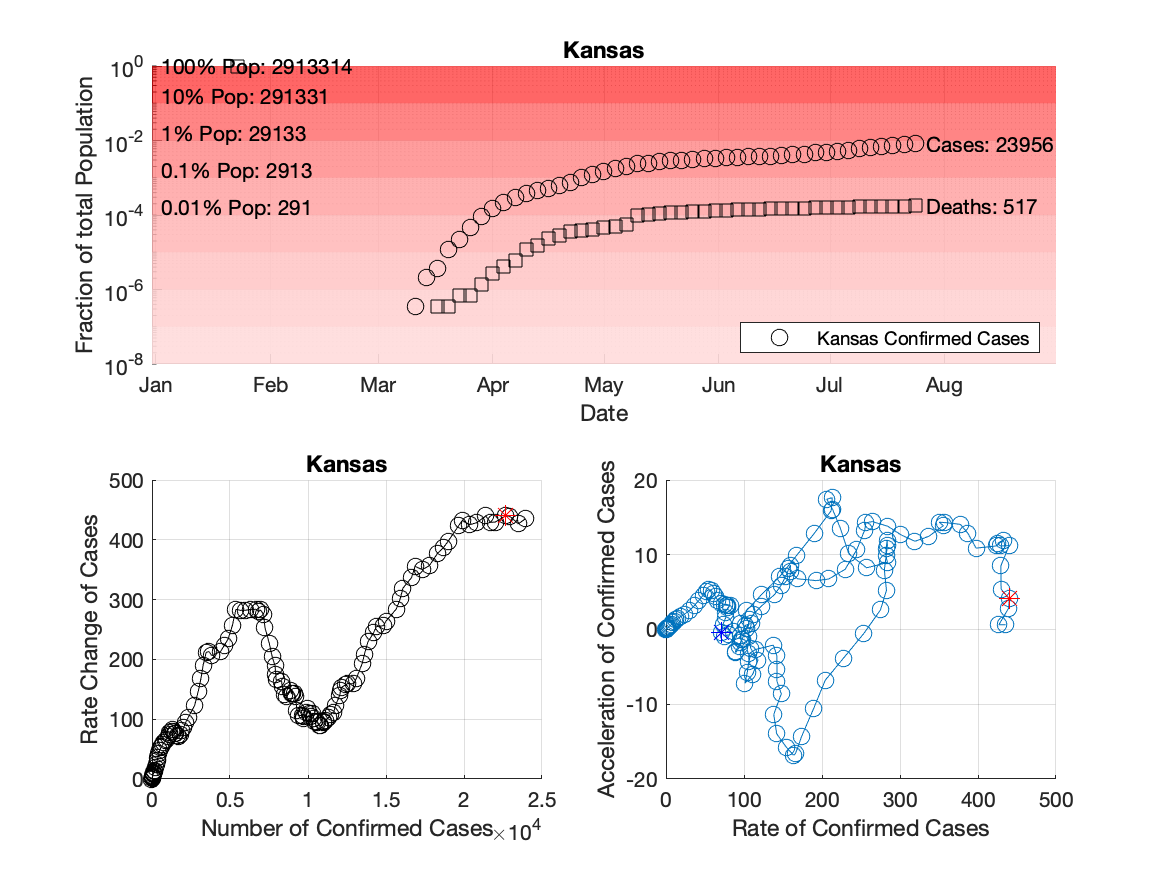 Kansas
Fraction of total Population
10^0
10^-2
10^-4
10^-6
10^-8
100% Pop: 2913314
10% Pop: 291331
1% Pop: 29133
0.1% Pop: 2913
0.01% Pop: 291
Cases: 23956
Deaths: 517
Kansas Confirmed Cases
Jan Feb Mar Apr May Jun Jul Aug
Date
Kansas
Rate Change of Cases
500
400
300
200
100
0
0 0.5 1 1.5 2 2.5
Number of Confirmed Cases ×10^4
Kansas
Acceleration of Confirmed Cases
20
10
0
-10
-20
0 100 200 300 400 500
Rate of Confirmed Cases